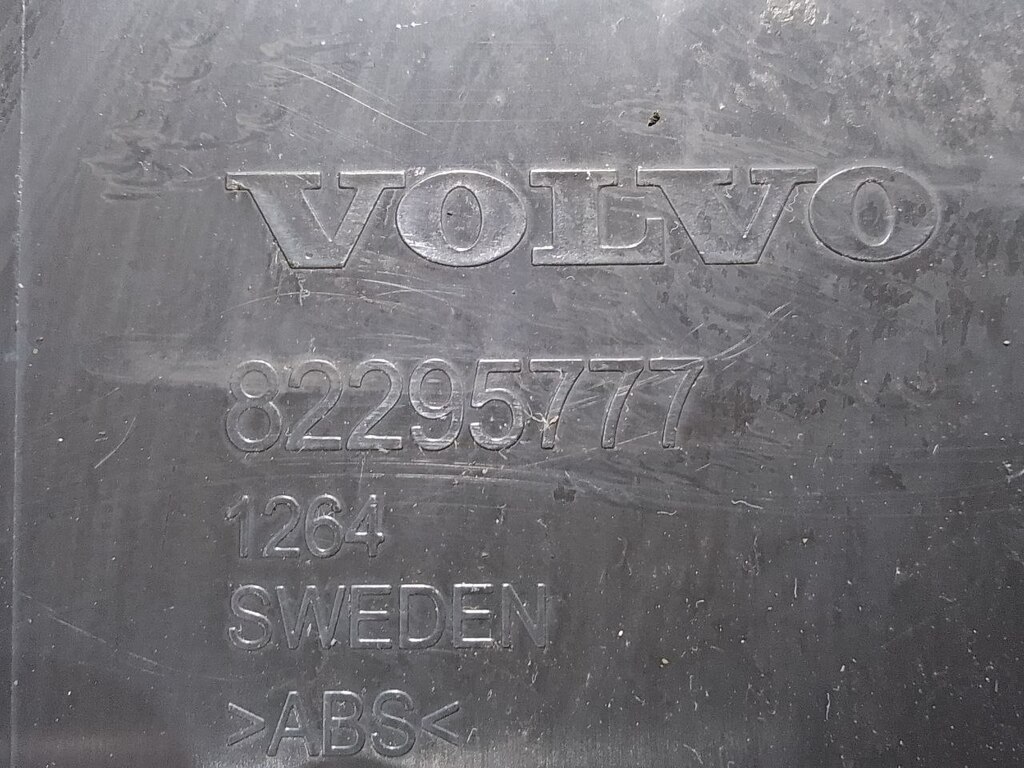 VOLVO
82295777
1264
SWEDEN
>ABS<